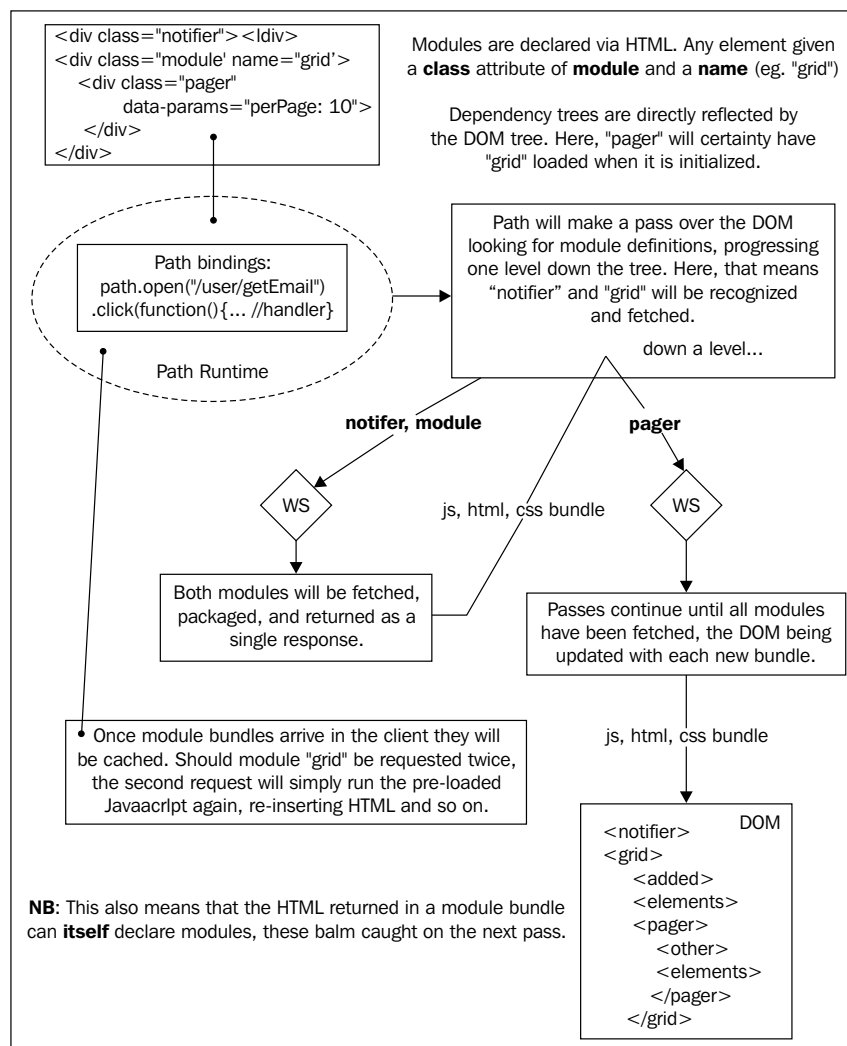 <div class="notifier"><ldiv>
<div class='module' name='grid’>
<div class="pager"
data-params="perPage: 10">
</div>
</div>
Modules are declared via HTML. Any element given
a class attribute of module and a name (eg. "grid")
Dependency trees are directly reflected by
the DOM tree. Here, "pager" will certainty have
"grid" loaded when it is initialized.
Path bindings:
path.open("/user/getEmail")
.click(function(){... //handler}
Path Runtime
Path will make a pass over the DOM
looking for module definitions, progressing
one level down the tree. Here, that means
“notifier” and "grid" will be recognized
and fetched.
down a level...
notifer, module
pager
WS
js, html, css bundle
WS
Both modules will be fetched,
packaged, and returned as a
single response.
Passes continue until all modules
have been fetched, the DOM being
updated with each new bundle.
Once module bundles arrive in the client they will
be cached. Should module "grid" be requested twice,
the second request will simply run the pre-loaded
Javaacrlpt again, re-inserting HTML and so on.
js, html, css bundle
DOM
<notifier>
<grid>
<added>
<elements>
<pager>
<other>
<elements>
</pager>
</grid>
NB: This also means that the HTML returned in a module bundle
can itself declare modules, these balm caught on the next pass.